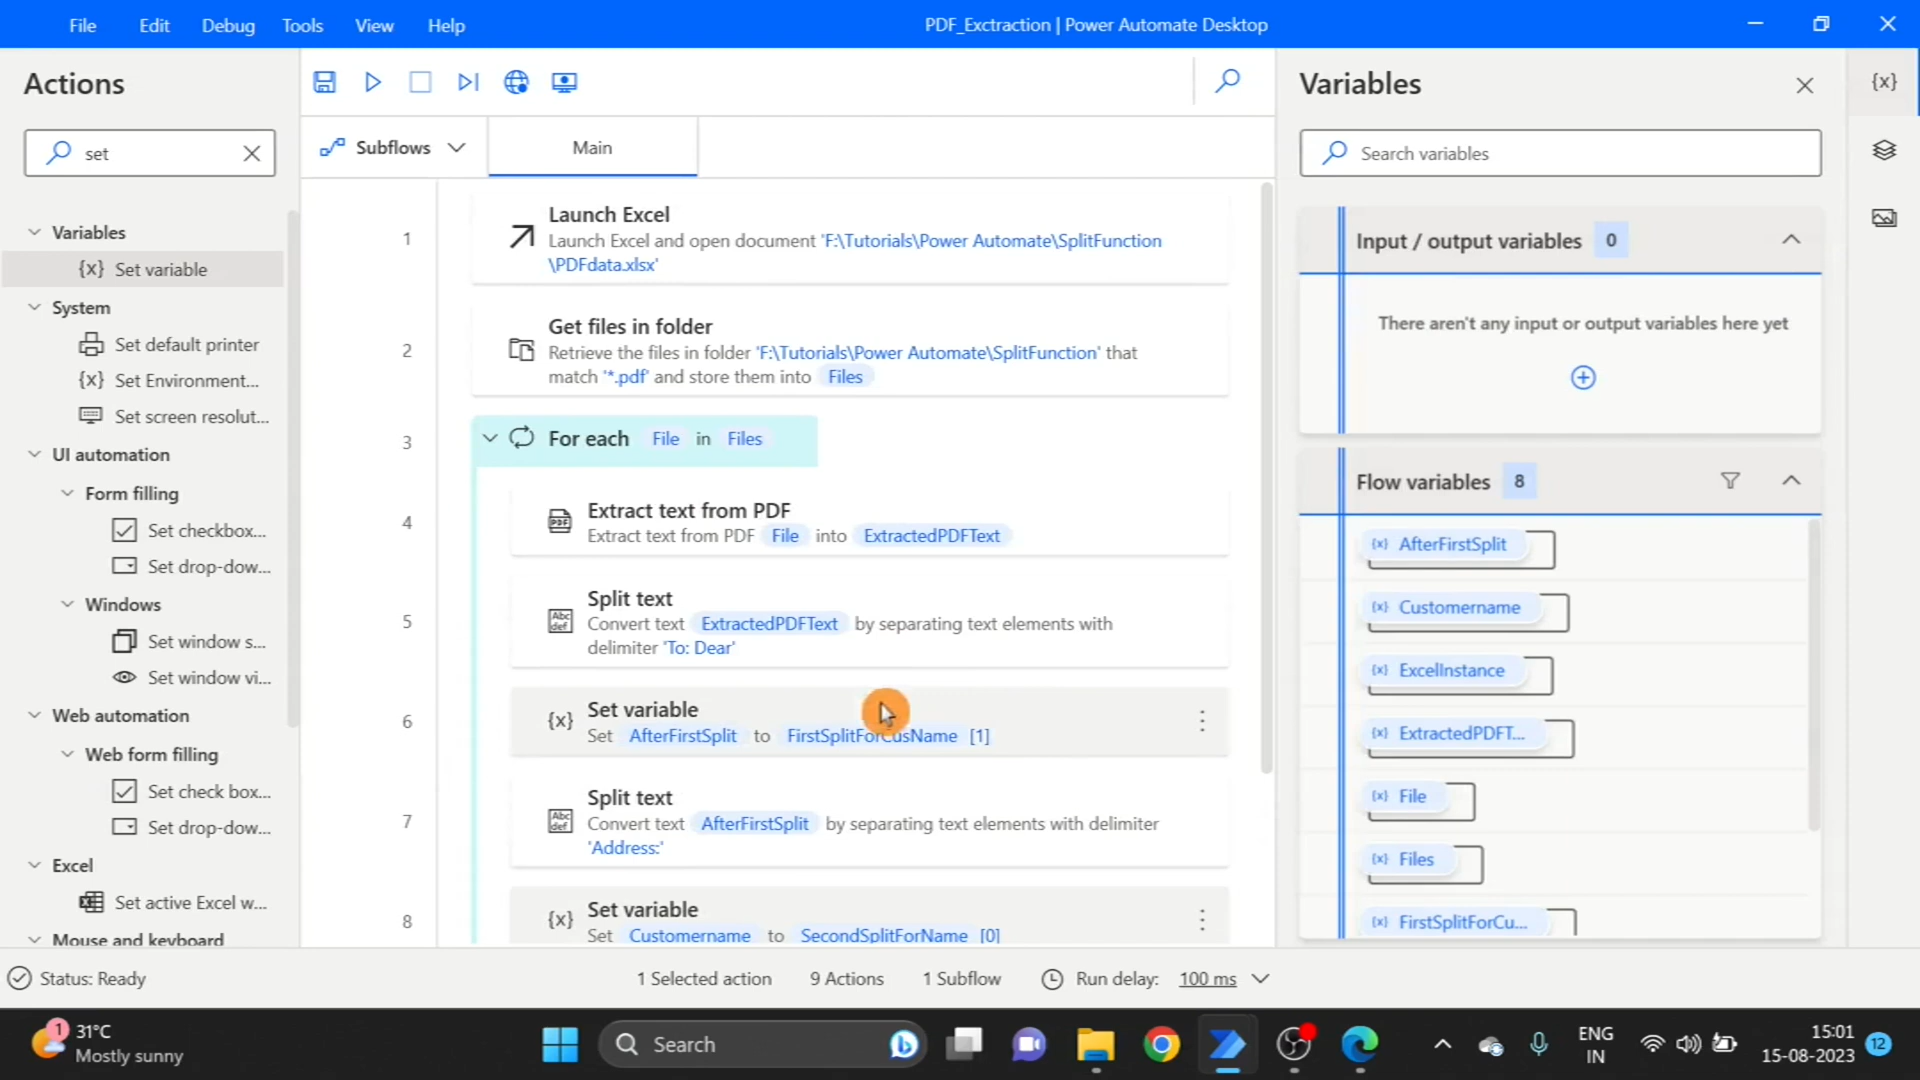 File Edit Debug Tools View Help
PDF_Exctraction | Power Automate Desktop
Actions
set
Variables
{x} Set variable
System
Set default printer
{x} Set Environment...
Set screen resolut...
UI automation
Form filling
Set checkbox...
Set drop-dow...
Windows
Set window s...
Set window vi...
Web automation
Web form filling
Set check box...
Set drop-dow...
Excel
Set active Excel w...
Mouse and keyboard
Subflows
Main
1
Launch Excel
Launch Excel and open document 'F:\Tutorials\Power Automate\SplitFunction
\PDFdata.xlsx'
2
Get files in folder
Retrieve the files in folder 'F:\Tutorials\Power Automate\SplitFunction' that
match '*.pdf' and store them into Files
3
For each File in Files
4
PDF
Extract text from PDF
Extract text from PDF File into ExtractedPDFText
5
Abc
def
Split text
Convert text ExtractedPDFText by separating text elements with
delimiter 'To: Dear'
6
{x}
Set variable
Set AfterFirstSplit to FirstSplitForCusName [1]
7
Abc
def
Split text
Convert text AfterFirstSplit by separating text elements with delimiter
'Address:'
8
{x}
Set variable
Set Customername to SecondSplitForName [0]
Variables
{x}
Search variables
Input / output variables 0
There aren't any input or output variables here yet
Flow variables 8
{x} AfterFirstSplit
{x} Customername
{x} ExcelInstance
{x} ExtractedPDFT...
{x} File
{x} Files
{x} FirstSplitForCu...
Status: Ready
1 Selected action 9 Actions 1 Subflow Run delay: 100 ms
1
31°C
Mostly sunny
Search
b
ENG
IN
15:01
15-08-2023
12